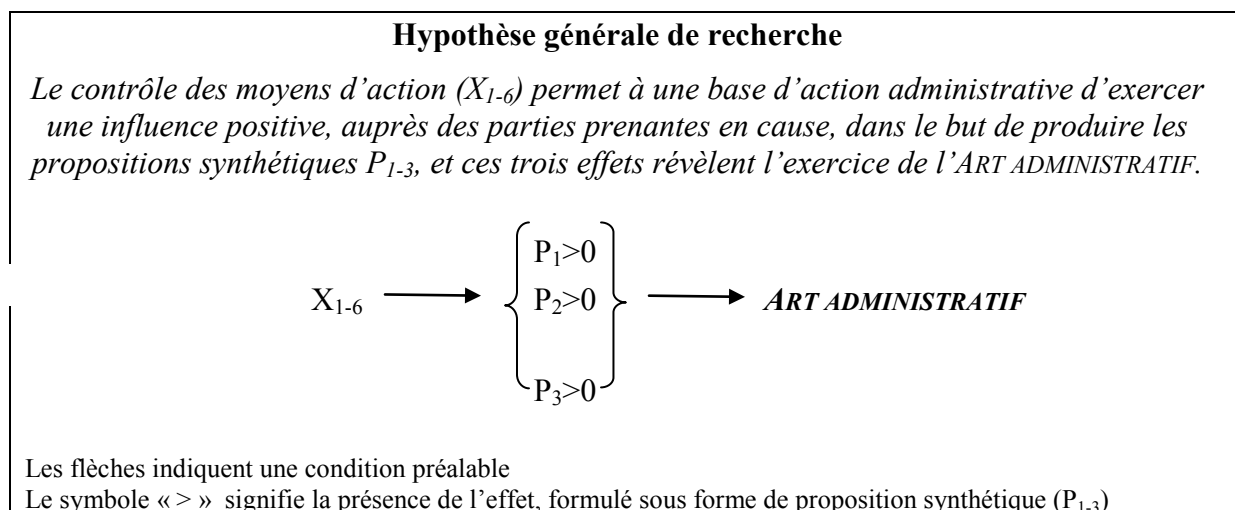 Hypothèse générale de recherche
Le contrôle des moyens d’action (X1-6) permet à une base d’action administrative d’exercer
une influence positive, auprès des parties prenantes en cause, dans le but de produire les
propositions synthétiques P1-3, et ces trois effets révèlent l’exercice de l’ART ADMINISTRATIF.
P1>0
X1-6 P2>0 ART ADMINISTRATIF
P3>0
Les flèches indiquent une condition préalable
Le symbole « > » signifie la présence de l’effet, formulé sous forme de proposition synthétique (P1-3)